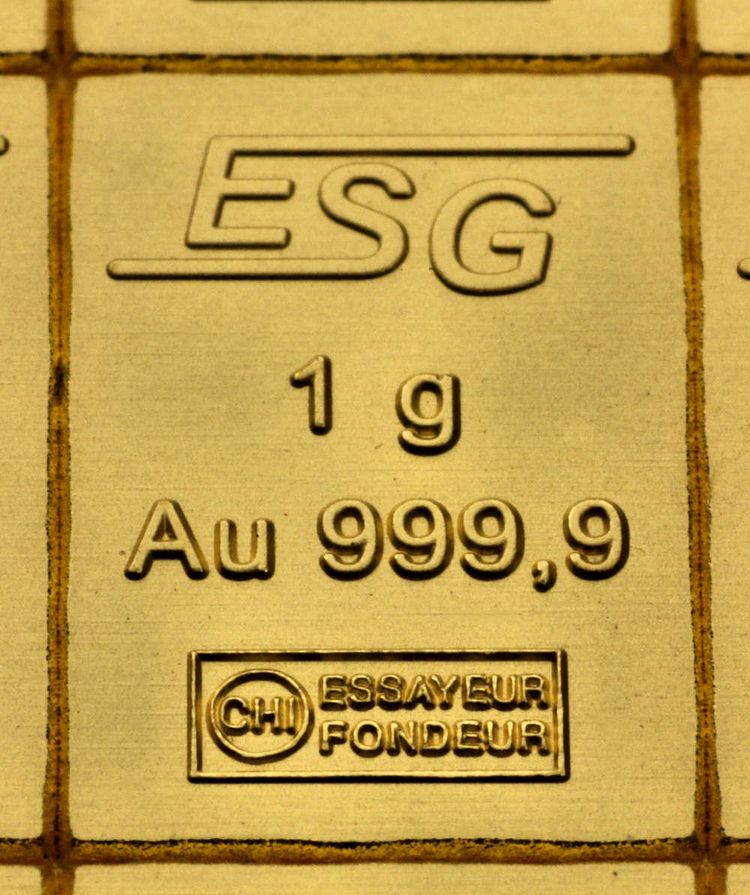 ESG
1 g
Au 999,9
CHI ESSAYEUR
FONDEUR